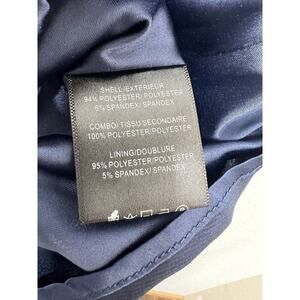 SHELL/EXTÉRIEUR
94% POLYESTER/POLYESTER
6% SPANDEX/SPANDEX
COMBO/ TISSU SECONDAIRE
100% POLYESTER/POLYESTER
LINING/DOUBLURE
95% POLYESTER/POLYESTER
5% SPANDEX/ SPANDEX